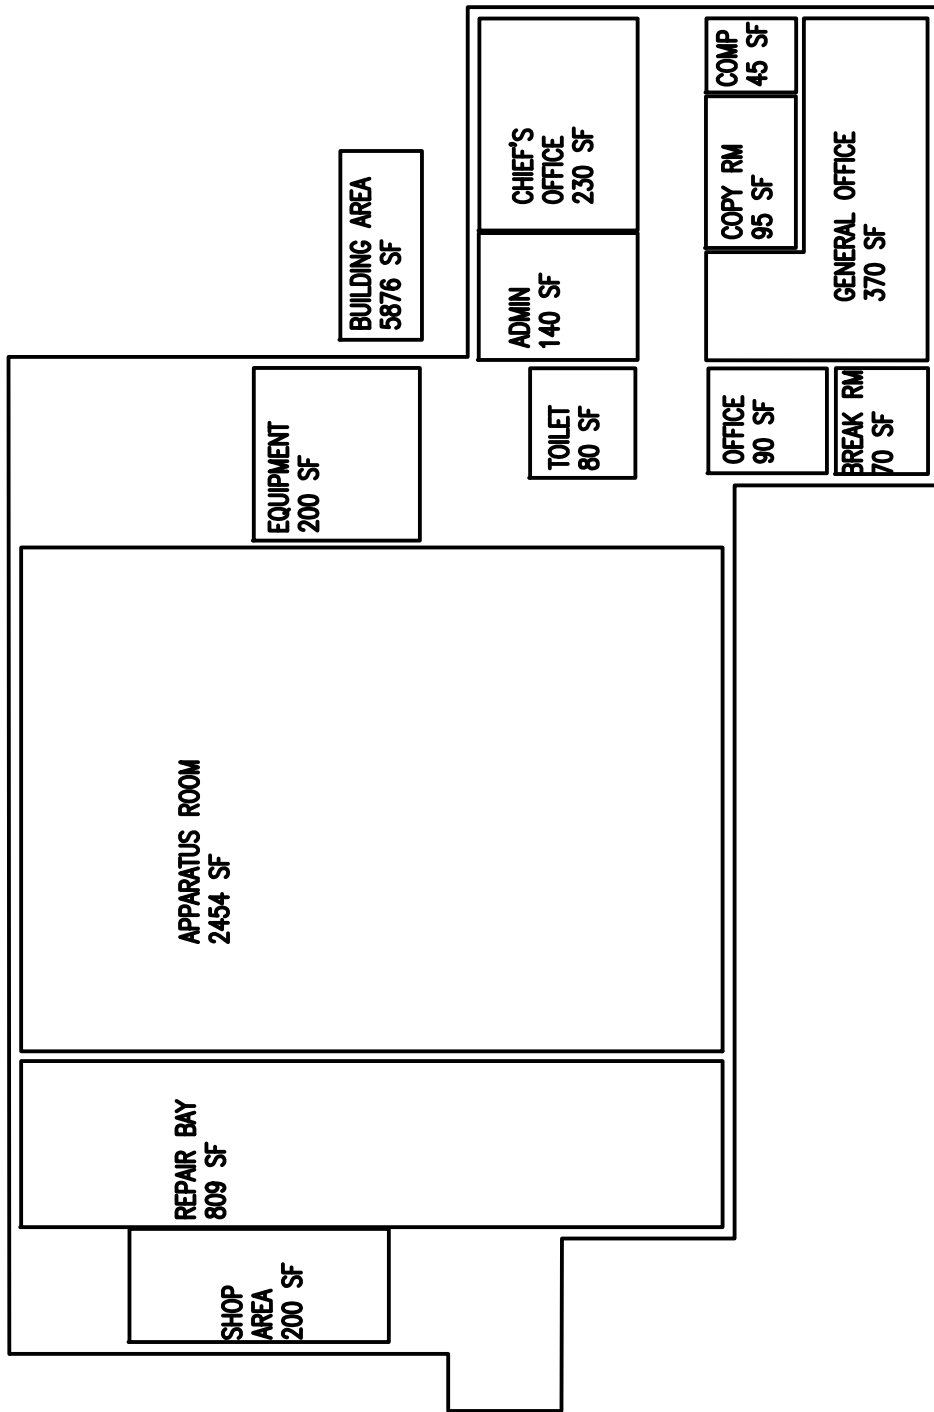 COMP
45 SF
CHIEF'S
OFFICE
230 SF
COPY RM
95 SF
GENERAL OFFICE
370 SF
BUILDING AREA
5876 SF
ADMIN
140 SF
TOILET
80 SF
OFFICE
90 SF
BREAK RM
70 SF
EQUIPMENT
200 SF
APPARATUS ROOM
2454 SF
REPAIR BAY
809 SF
SHOP
AREA
200 SF